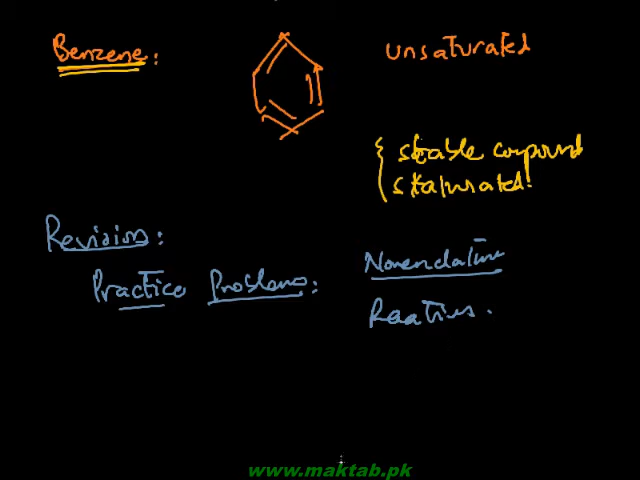 Benzene:
unsaturated
stable compound
staturated!
Revision:
Practice Problems:
Nomenclature
Reactions.
www.maktab.pk